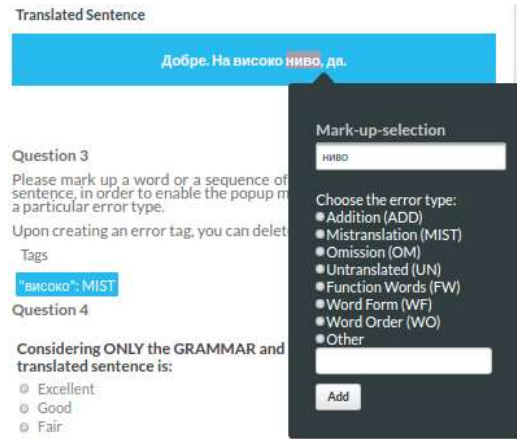 Translated Sentence
Добре. На високо ниво, да.
Question 3
Please mark up a word or a sequence of
sentence, in order to enable the popup m
a particular error type.
Upon creating an error tag, you can delet
Tags
"високо": MIST
Question 4
Considering ONLY the GRAMMAR and
translated sentence is:
Excellent
Good
Fair
Mark-up-selection
ниво
Choose the error type:
Addition (ADD)
Mistranslation (MIST)
Omission (OM)
Untranslated (UN)
Function Words (FW)
Word Form (WF)
Word Order (WO)
Other
Add